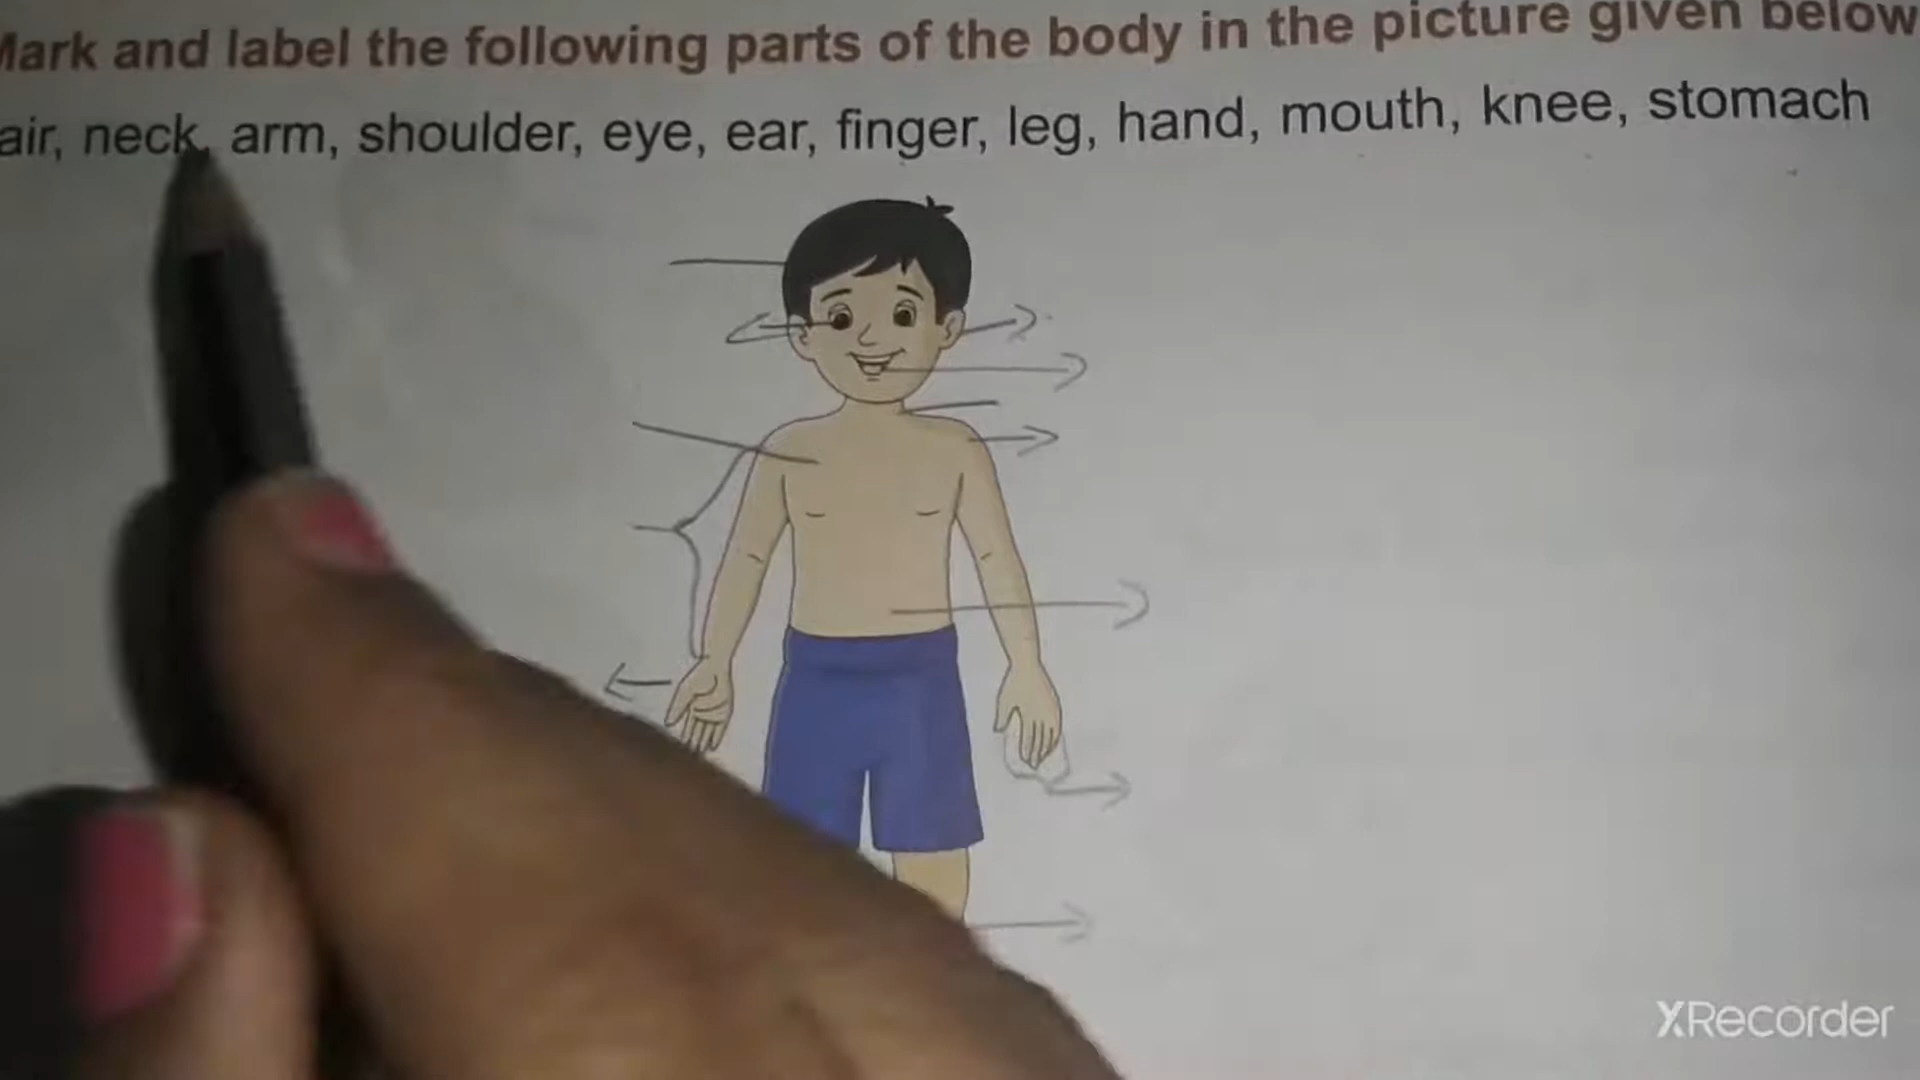 Mark and label the following parts of the body in the picture given below
air, neck, arm, shoulder, eye, ear, finger, leg, hand, mouth, knee, stomach
XRecorder